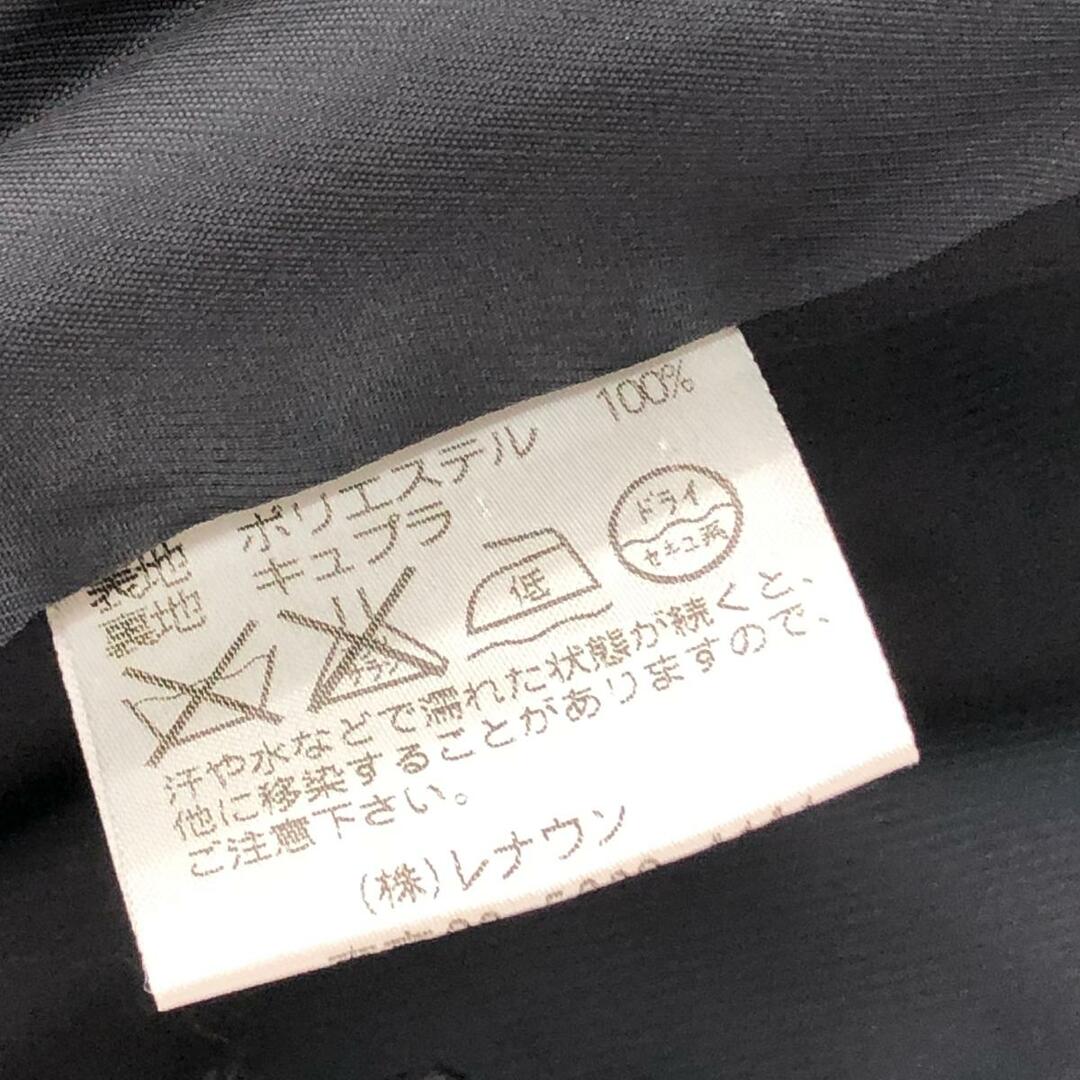 表地 ポリエステル 100%
裏地 キュプラ
低
ドライ
セキユ系
汗や水などで濡れた状態が続くと、
他に移染することがありますので、
ご注意下さい。
(株)レナウン